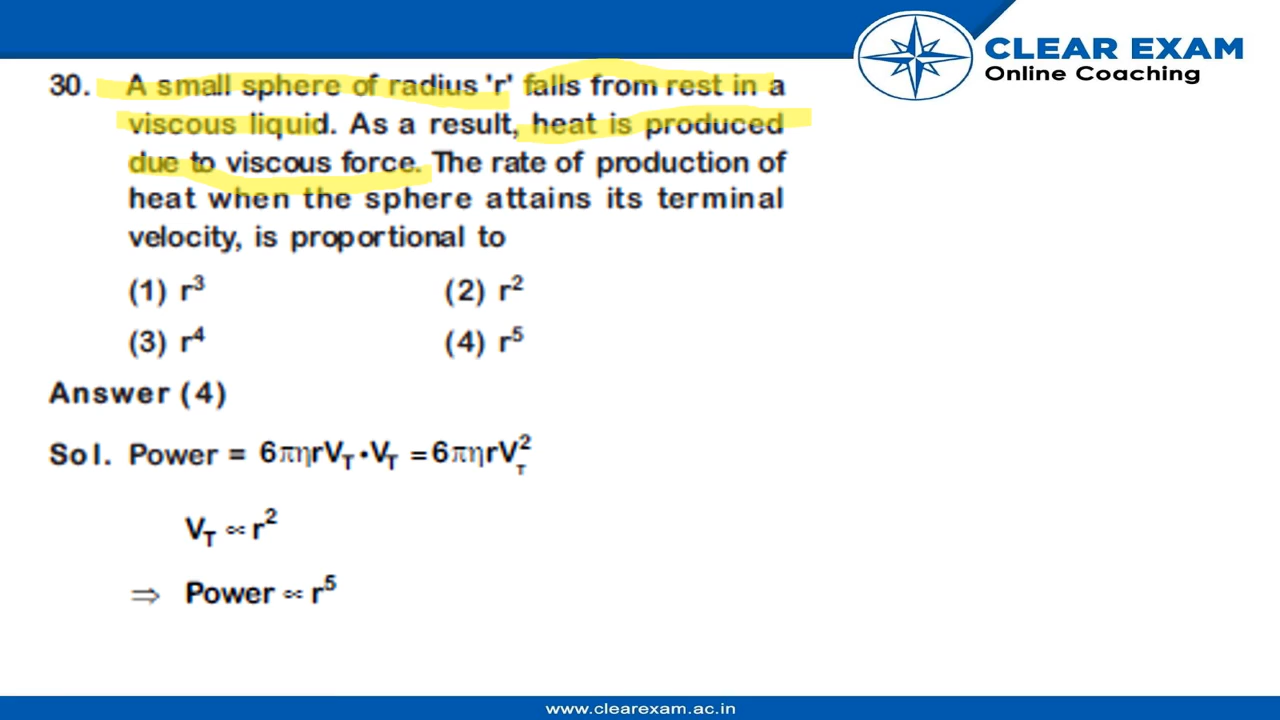 CLEAR EXAM
Online Coaching
30. A small sphere of radius 'r' falls from rest in a
viscous liquid. As a result, heat is produced
due to viscous force. The rate of production of
heat when the sphere attains its terminal
velocity, is proportional to
(1) r³ (2) r²
(3) r⁴ (4) r⁵
Answer (4)
Sol. Power = 6πηrV_T•V_T = 6πηrV_T²
V_T ∝ r²
⇒ Power ∝ r⁵
www.clearexam.ac.in